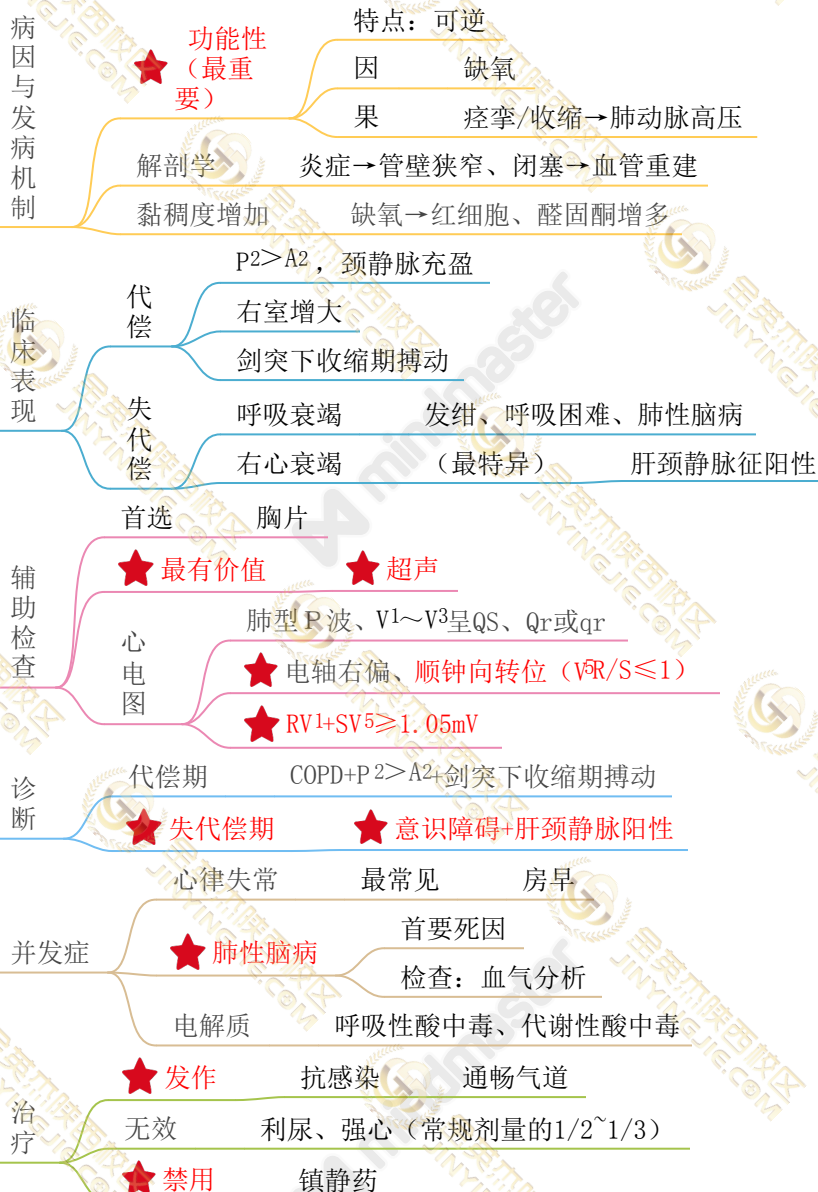 病因与发病机制
功能性
（最重
要）
特点：可逆
因 缺氧
果 痉挛/收缩→肺动脉高压
解剖学 炎症→管壁狭窄、闭塞→血管重建
黏稠度增加 缺氧→红细胞、醛固酮增多
临床表现
代偿
P2＞A2，颈静脉充盈
右室增大
剑突下收缩期搏动
失代偿
呼吸衰竭 发绀、呼吸困难、肺性脑病
右心衰竭 （最特异） 肝颈静脉征阳性
辅助检查
首选 胸片
最有价值 超声
心电图
肺型P波、V1～V3呈QS、Qr或qr
电轴右偏、顺钟向转位（V5R/S≤1）
RV1+SV5≥1.05mV
诊断
代偿期 COPD+P2＞A2+剑突下收缩期搏动
失代偿期 意识障碍+肝颈静脉阳性
并发症
心律失常 最常见 房早
肺性脑病
首要死因
检查：血气分析
电解质 呼吸性酸中毒、代谢性酸中毒
治疗
发作 抗感染 通畅气道
无效 利尿、强心（常规剂量的1/2~1/3）
禁用 镇静药
mindmaster
金英杰陕西校区
JINYINGJIE.COM